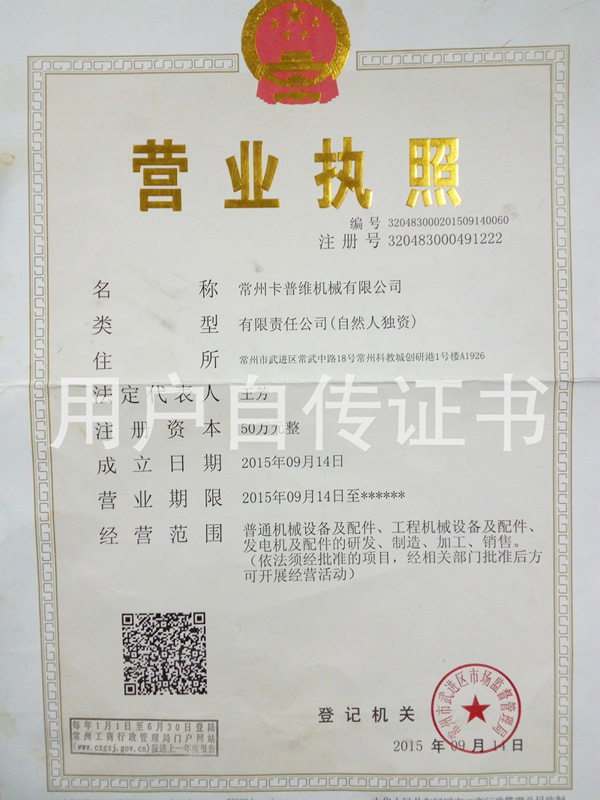 营业执照
编号 320483000201509140060
注册号 320483000491222
名称 常州卡普维机械有限公司
类型 有限责任公司(自然人独资)
住所 常州市武进区常武中路18号常州科教城创研港1号楼A1926
法定代表人 王芳
注册资本 50万元整
成立日期 2015年09月14日
营业期限 2015年09月14日至******
经营范围 普通机械设备及配件、工程机械设备及配件、
发电机及配件的研发、制造、加工、销售。
(依法须经批准的项目,经相关部门批准后方
可开展经营活动)
用户自传证书
登记机关
常州市武进区市场监督管理局
2015 年 09 月 14日
每年1月1日至6月30日登陆
常州工商行政管理局门户网站
(www.czgsj.gov.cn)报送上一年度报告